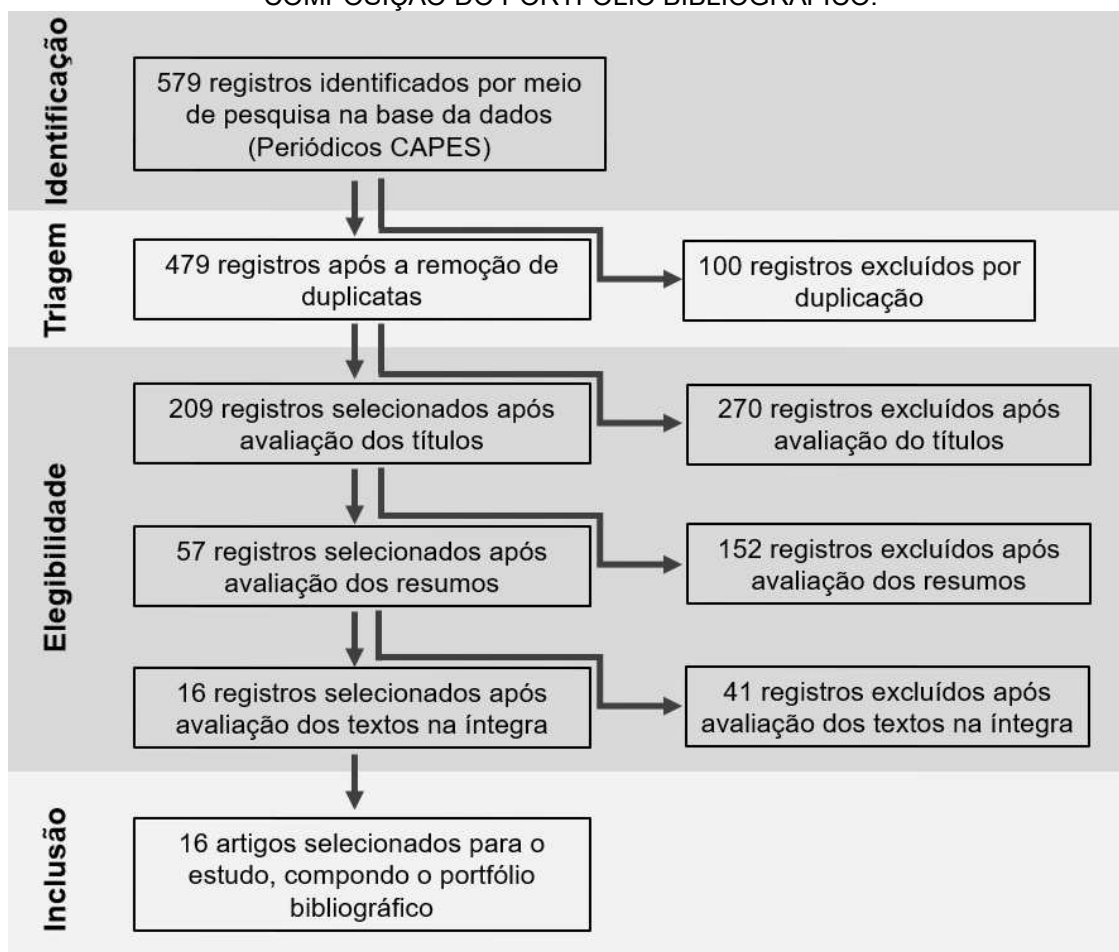 COMPOSIÇÃO DO PORTFÓLIO BIBLIOGRÁFICO.
Identificação
579 registros identificados por meio
de pesquisa na base da dados
(Periódicos CAPES)
Triagem
479 registros após a remoção de
duplicatas
100 registros excluídos por
duplicação
Elegibilidade
209 registros selecionados após
avaliação dos títulos
270 registros excluídos após
avaliação do títulos
57 registros selecionados após
avaliação dos resumos
152 registros excluídos após
avaliação dos resumos
16 registros selecionados após
avaliação dos textos na íntegra
41 registros excluídos após
avaliação dos textos na íntegra
Inclusão
16 artigos selecionados para o
estudo, compondo o portfólio
bibliográfico